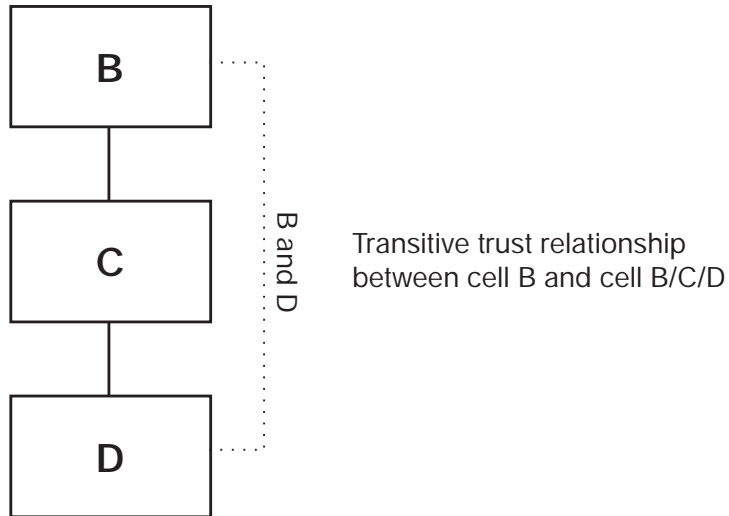 B
C
D
B and D
Transitive trust relationship
between cell B and cell B/C/D